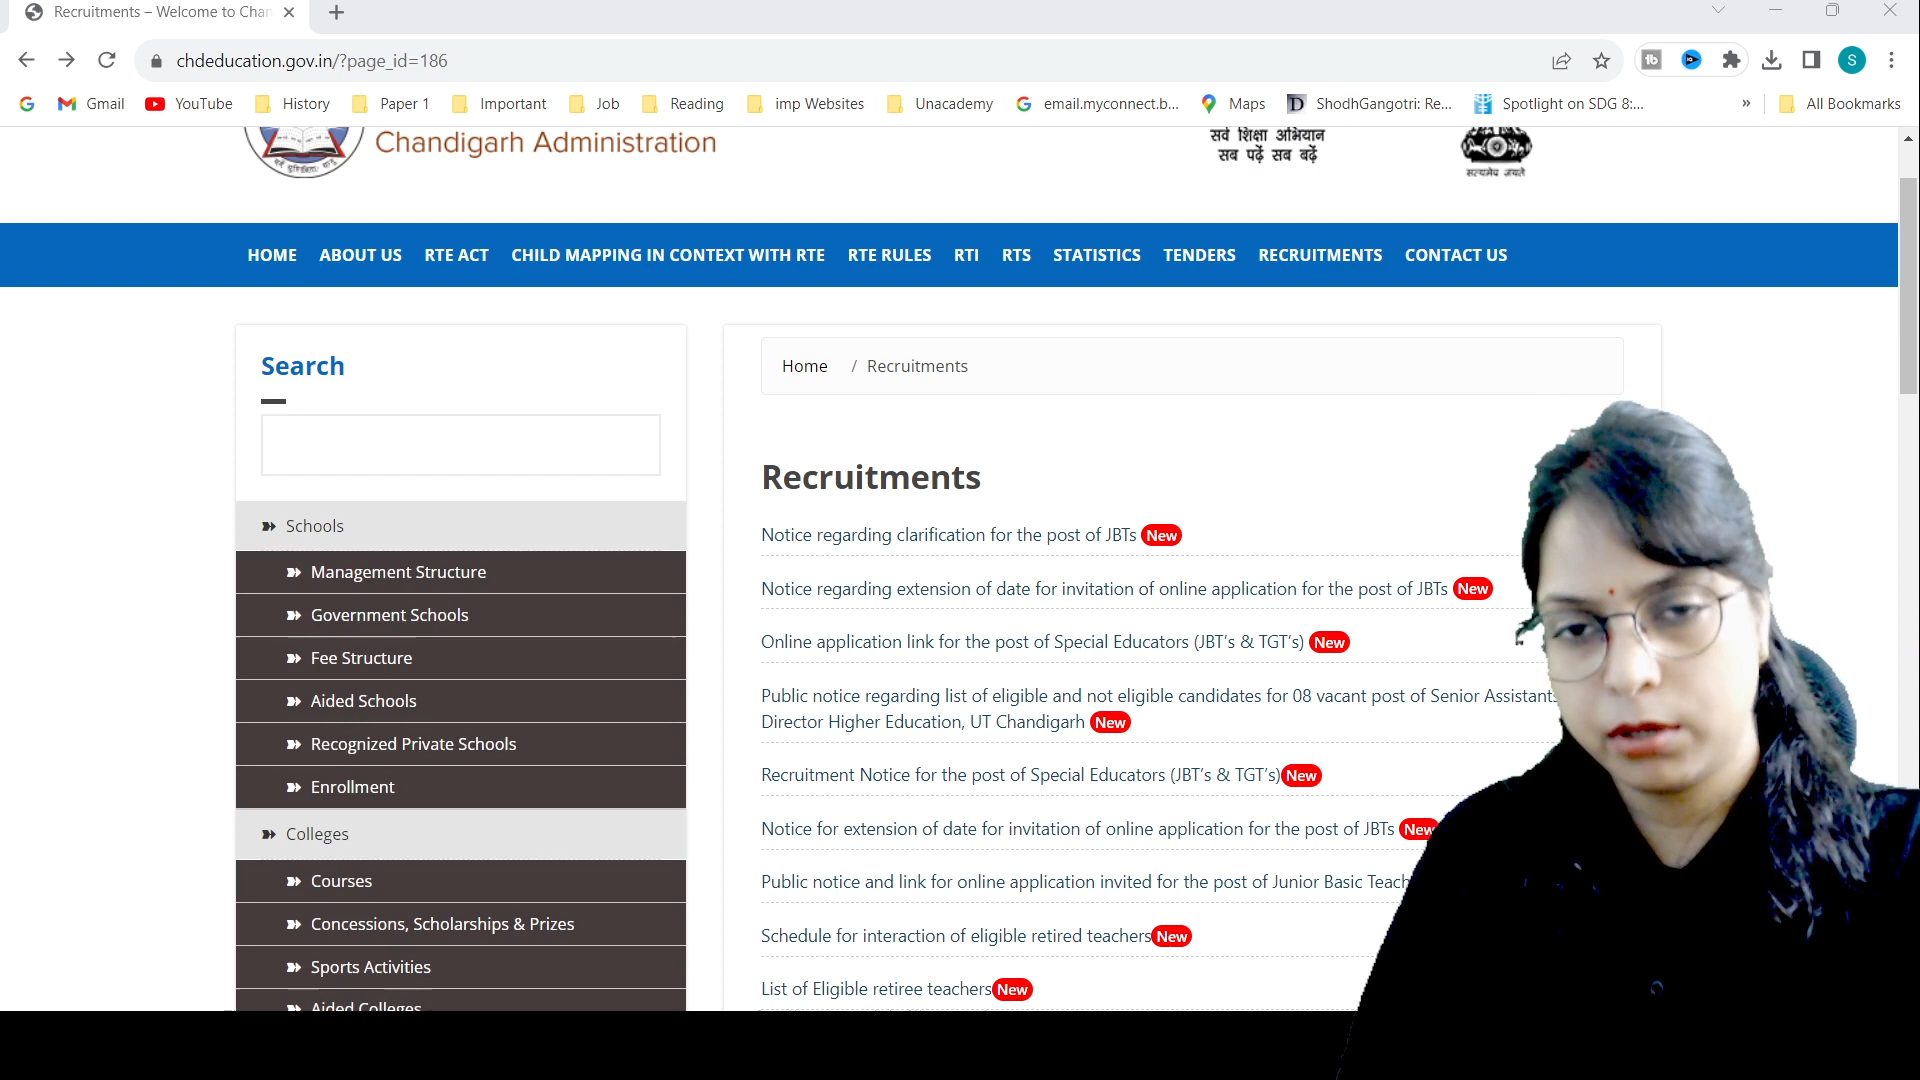 Recruitments – Welcome to Chan
chdeducation.gov.in/?page_id=186
S
Gmail YouTube History Paper 1 Important Job Reading imp Websites Unacademy email.myconnect.b... Maps ShodhGangotri: Re... Spotlight on SDG 8:... » All Bookmarks
Chandigarh Administration
सर्व शिक्षा अभियान
सब पढ़ें सब बढ़ें
सत्यमेव जयते
HOME ABOUT US RTE ACT CHILD MAPPING IN CONTEXT WITH RTE RTE RULES RTI RTS STATISTICS TENDERS RECRUITMENTS CONTACT US
Search
Schools
Management Structure
Government Schools
Fee Structure
Aided Schools
Recognized Private Schools
Enrollment
Colleges
Courses
Concessions, Scholarships & Prizes
Sports Activities
Aided Colleges
Home / Recruitments
Recruitments
Notice regarding clarification for the post of JBTs New
Notice regarding extension of date for invitation of online application for the post of JBTs New
Online application link for the post of Special Educators (JBT’s & TGT’s) New
Public notice regarding list of eligible and not eligible candidates for 08 vacant post of Senior Assistants
Director Higher Education, UT Chandigarh New
Recruitment Notice for the post of Special Educators (JBT’s & TGT’s) New
Notice for extension of date for invitation of online application for the post of JBTs New
Public notice and link for online application invited for the post of Junior Basic Teach
Schedule for interaction of eligible retired teachers New
List of Eligible retiree teachers New